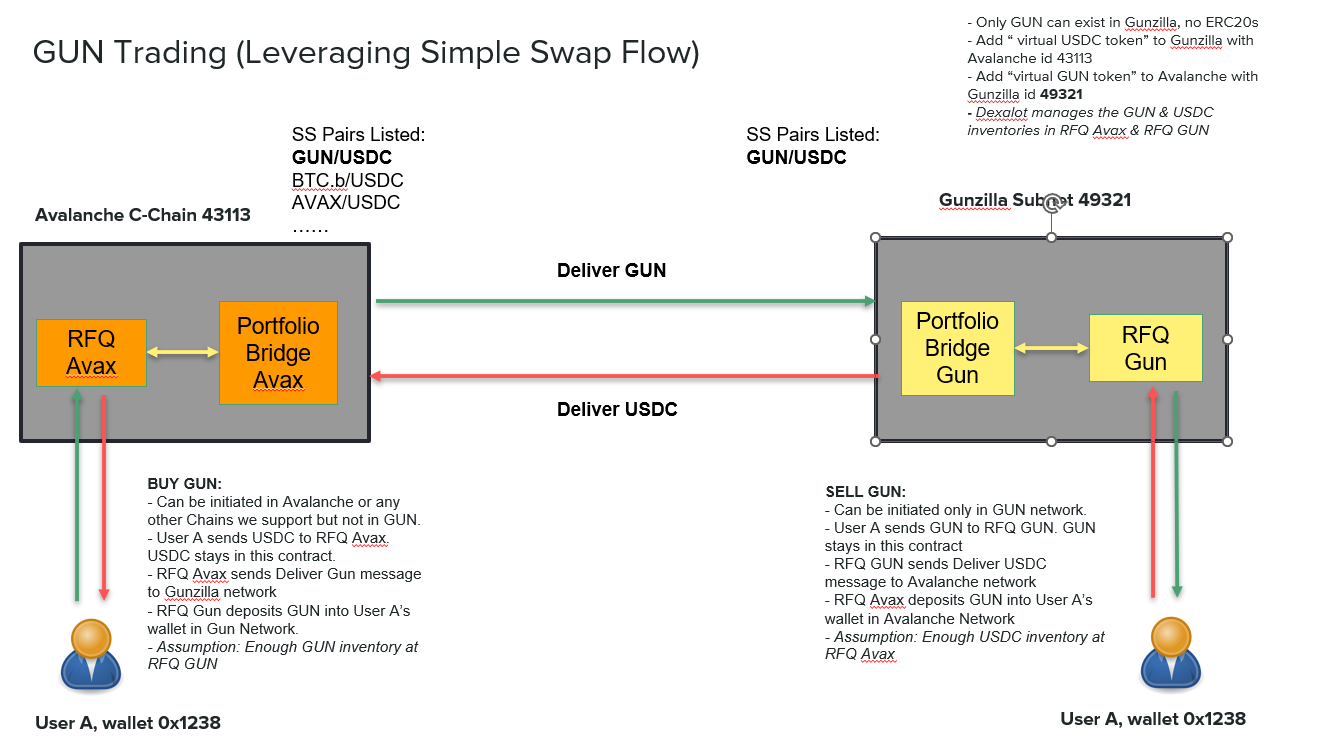 GUN Trading (Leveraging Simple Swap Flow)
- Only GUN can exist in Gunzilla, no ERC20s
- Add “ virtual USDC token” to Gunzilla with
Avalanche id 43113
- Add “virtual GUN token” to Avalanche with
Gunzilla id 49321
- Dexalot manages the GUN & USDC
inventories in RFQ Avax & RFQ GUN
SS Pairs Listed:
GUN/USDC
BTC.b/USDC
AVAX/USDC
……
SS Pairs Listed:
GUN/USDC
Avalanche C-Chain 43113
Gunzilla Subnet 49321
RFQ
Avax
Portfolio
Bridge
Avax
Deliver GUN
Deliver USDC
Portfolio
Bridge
Gun
RFQ
Gun
BUY GUN:
- Can be initiated in Avalanche or any
other Chains we support but not in GUN.
- User A sends USDC to RFQ Avax.
USDC stays in this contract.
- RFQ Avax sends Deliver Gun message
to Gunzilla network
- RFQ Gun deposits GUN into User A’s
wallet in Gun Network.
- Assumption: Enough GUN inventory at
RFQ GUN
SELL GUN:
- Can be initiated only in GUN network.
- User A sends GUN to RFQ GUN. GUN
stays in this contract
- RFQ GUN sends Deliver USDC
message to Avalanche network
- RFQ Avax deposits GUN into User A’s
wallet in Avalanche Network
- Assumption: Enough USDC inventory at
RFQ Avax
User A, wallet 0x1238
User A, wallet 0x1238